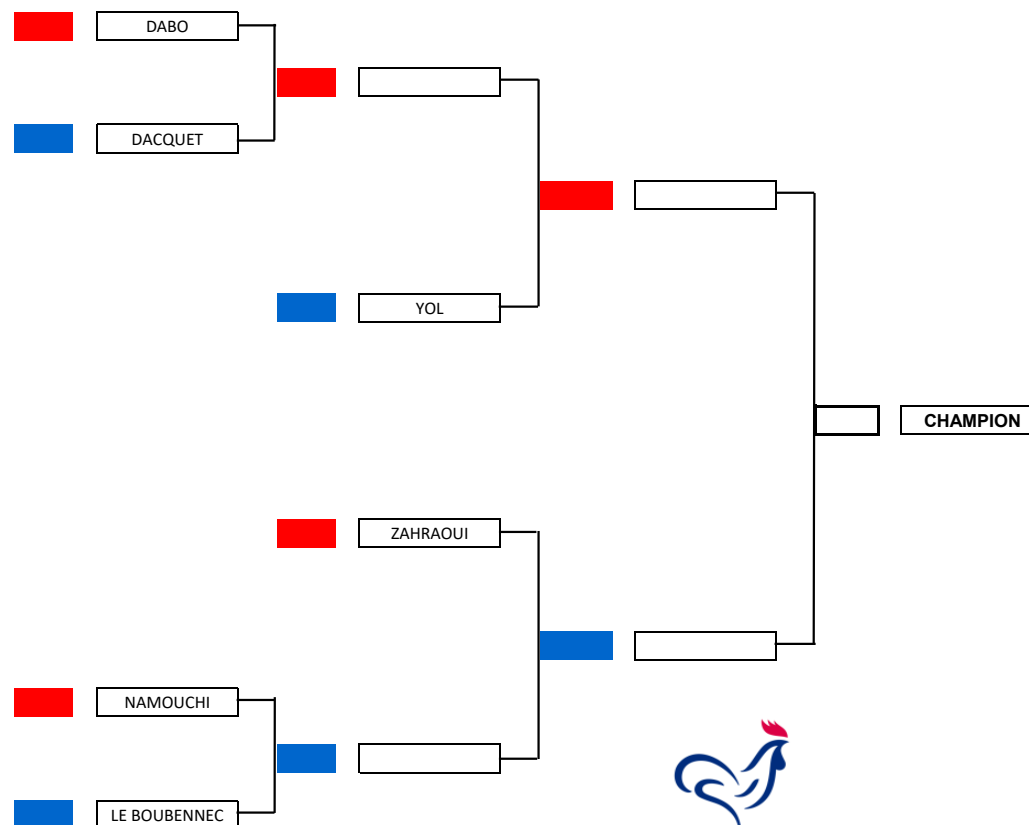 DABO
DACQUET
YOL
CHAMPION
ZAHRAOUI
NAMOUCHI
LE BOUBENNEC